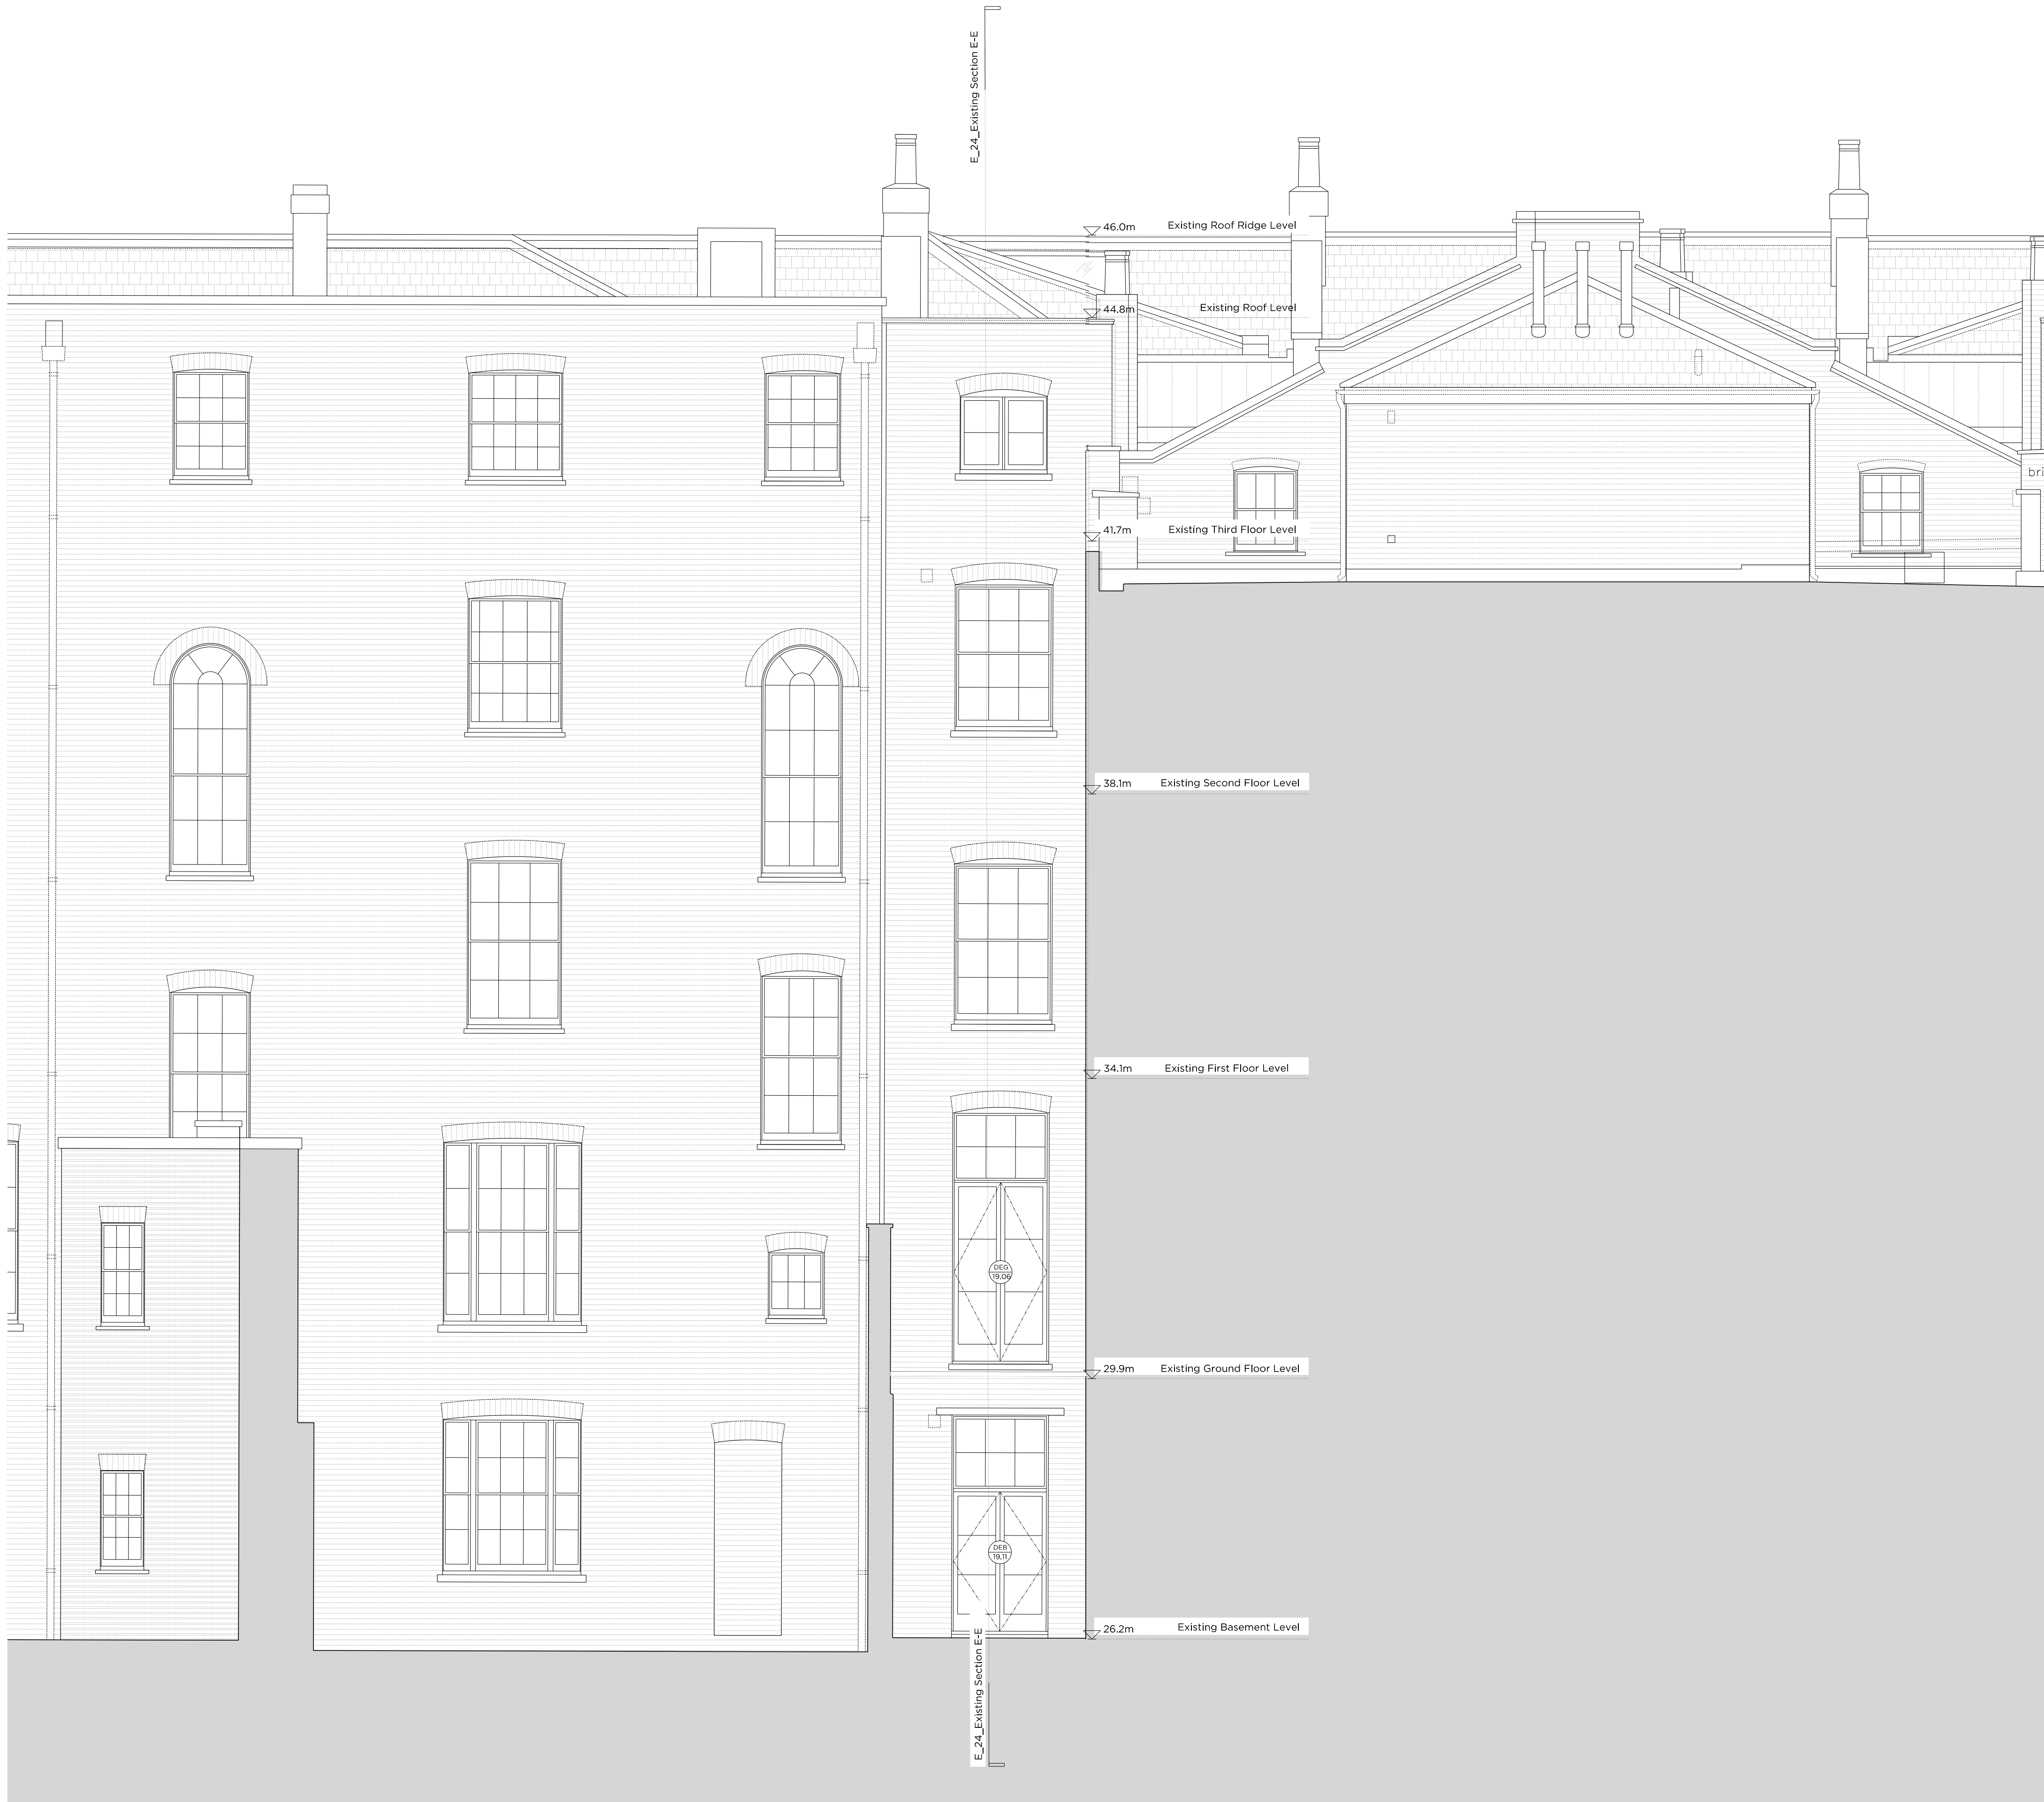 E_24_Existing Section E-E
46.0m Existing Roof Ridge Level
44.8m Existing Roof Level
bri
41.7m Existing Third Floor Level
38.1m Existing Second Floor Level
34.1m Existing First Floor Level
DEG
19.06
29.9m Existing Ground Floor Level
DEB
19.11
26.2m Existing Basement Level
E_24_Existing Section E-E